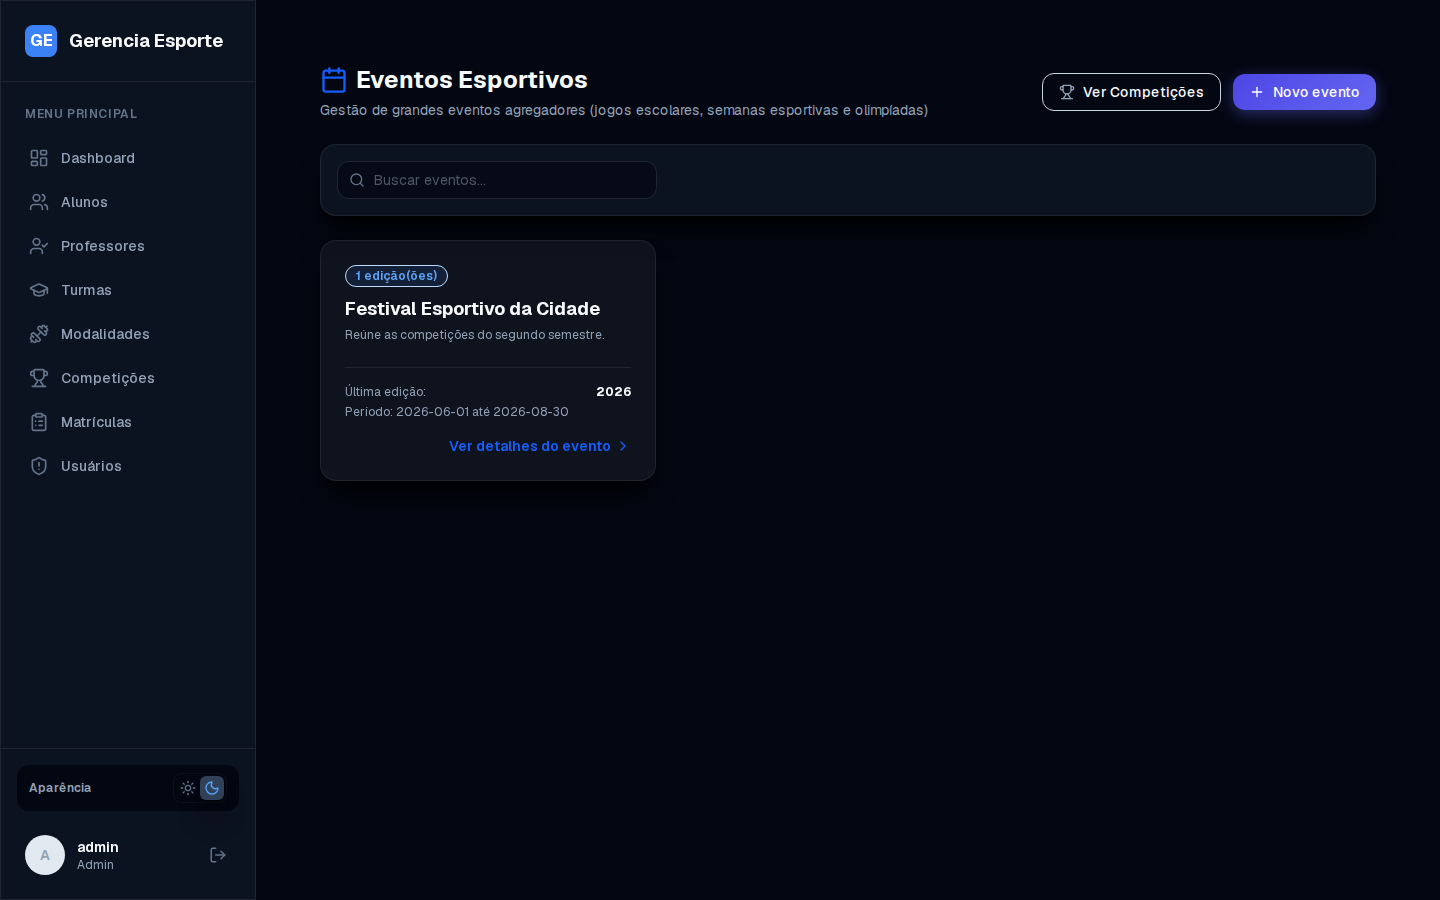 GE Gerencia Esporte
MENU PRINCIPAL
Dashboard
Alunos
Professores
Turmas
Modalidades
Competições
Matrículas
Usuários
Aparência
A
admin
Admin
Eventos Esportivos
Gestão de grandes eventos agregadores (jogos escolares, semanas esportivas e olimpíadas)
Ver Competições
Novo evento
Buscar eventos...
1 edição(ões)
Festival Esportivo da Cidade
Reúne as competições do segundo semestre.
Última edição: 2026
Período: 2026-06-01 até 2026-08-30
Ver detalhes do evento